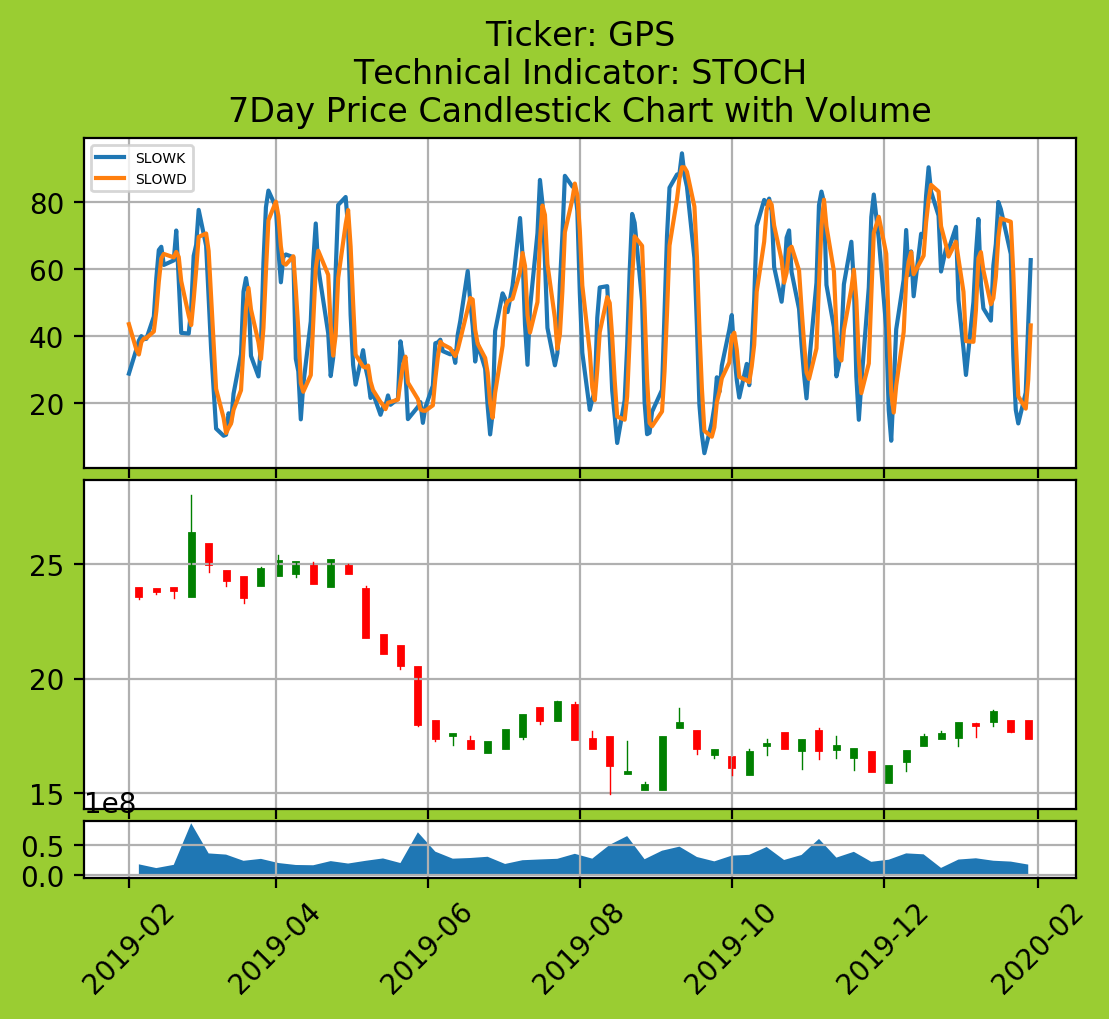 Ticker: GPS
Technical Indicator: STOCH
7Day Price Candlestick Chart with Volume
SLOWK
SLOWD
80
60
40
20
25
20
15
1e8
0.5
0.0
2019-02
2019-04
2019-06
2019-08
2019-10
2019-12
2020-02